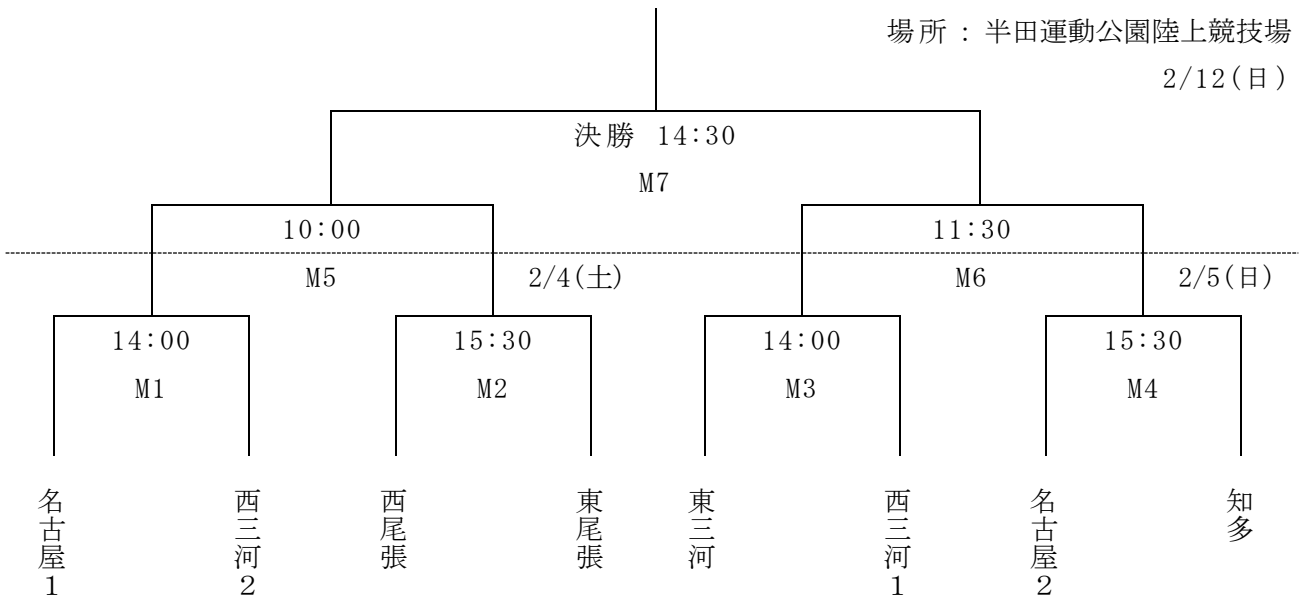 場所 : 半田運動公園陸上競技場
2/12(日)
決勝 14:30
M7
10:00
11:30
M5
2/4(土)
M6
2/5(日)
14:00
15:30
14:00
15:30
M1
M2
M3
M4
名古屋1
西三河2
西尾張
東尾張
東三河
西三河1
名古屋2
知多